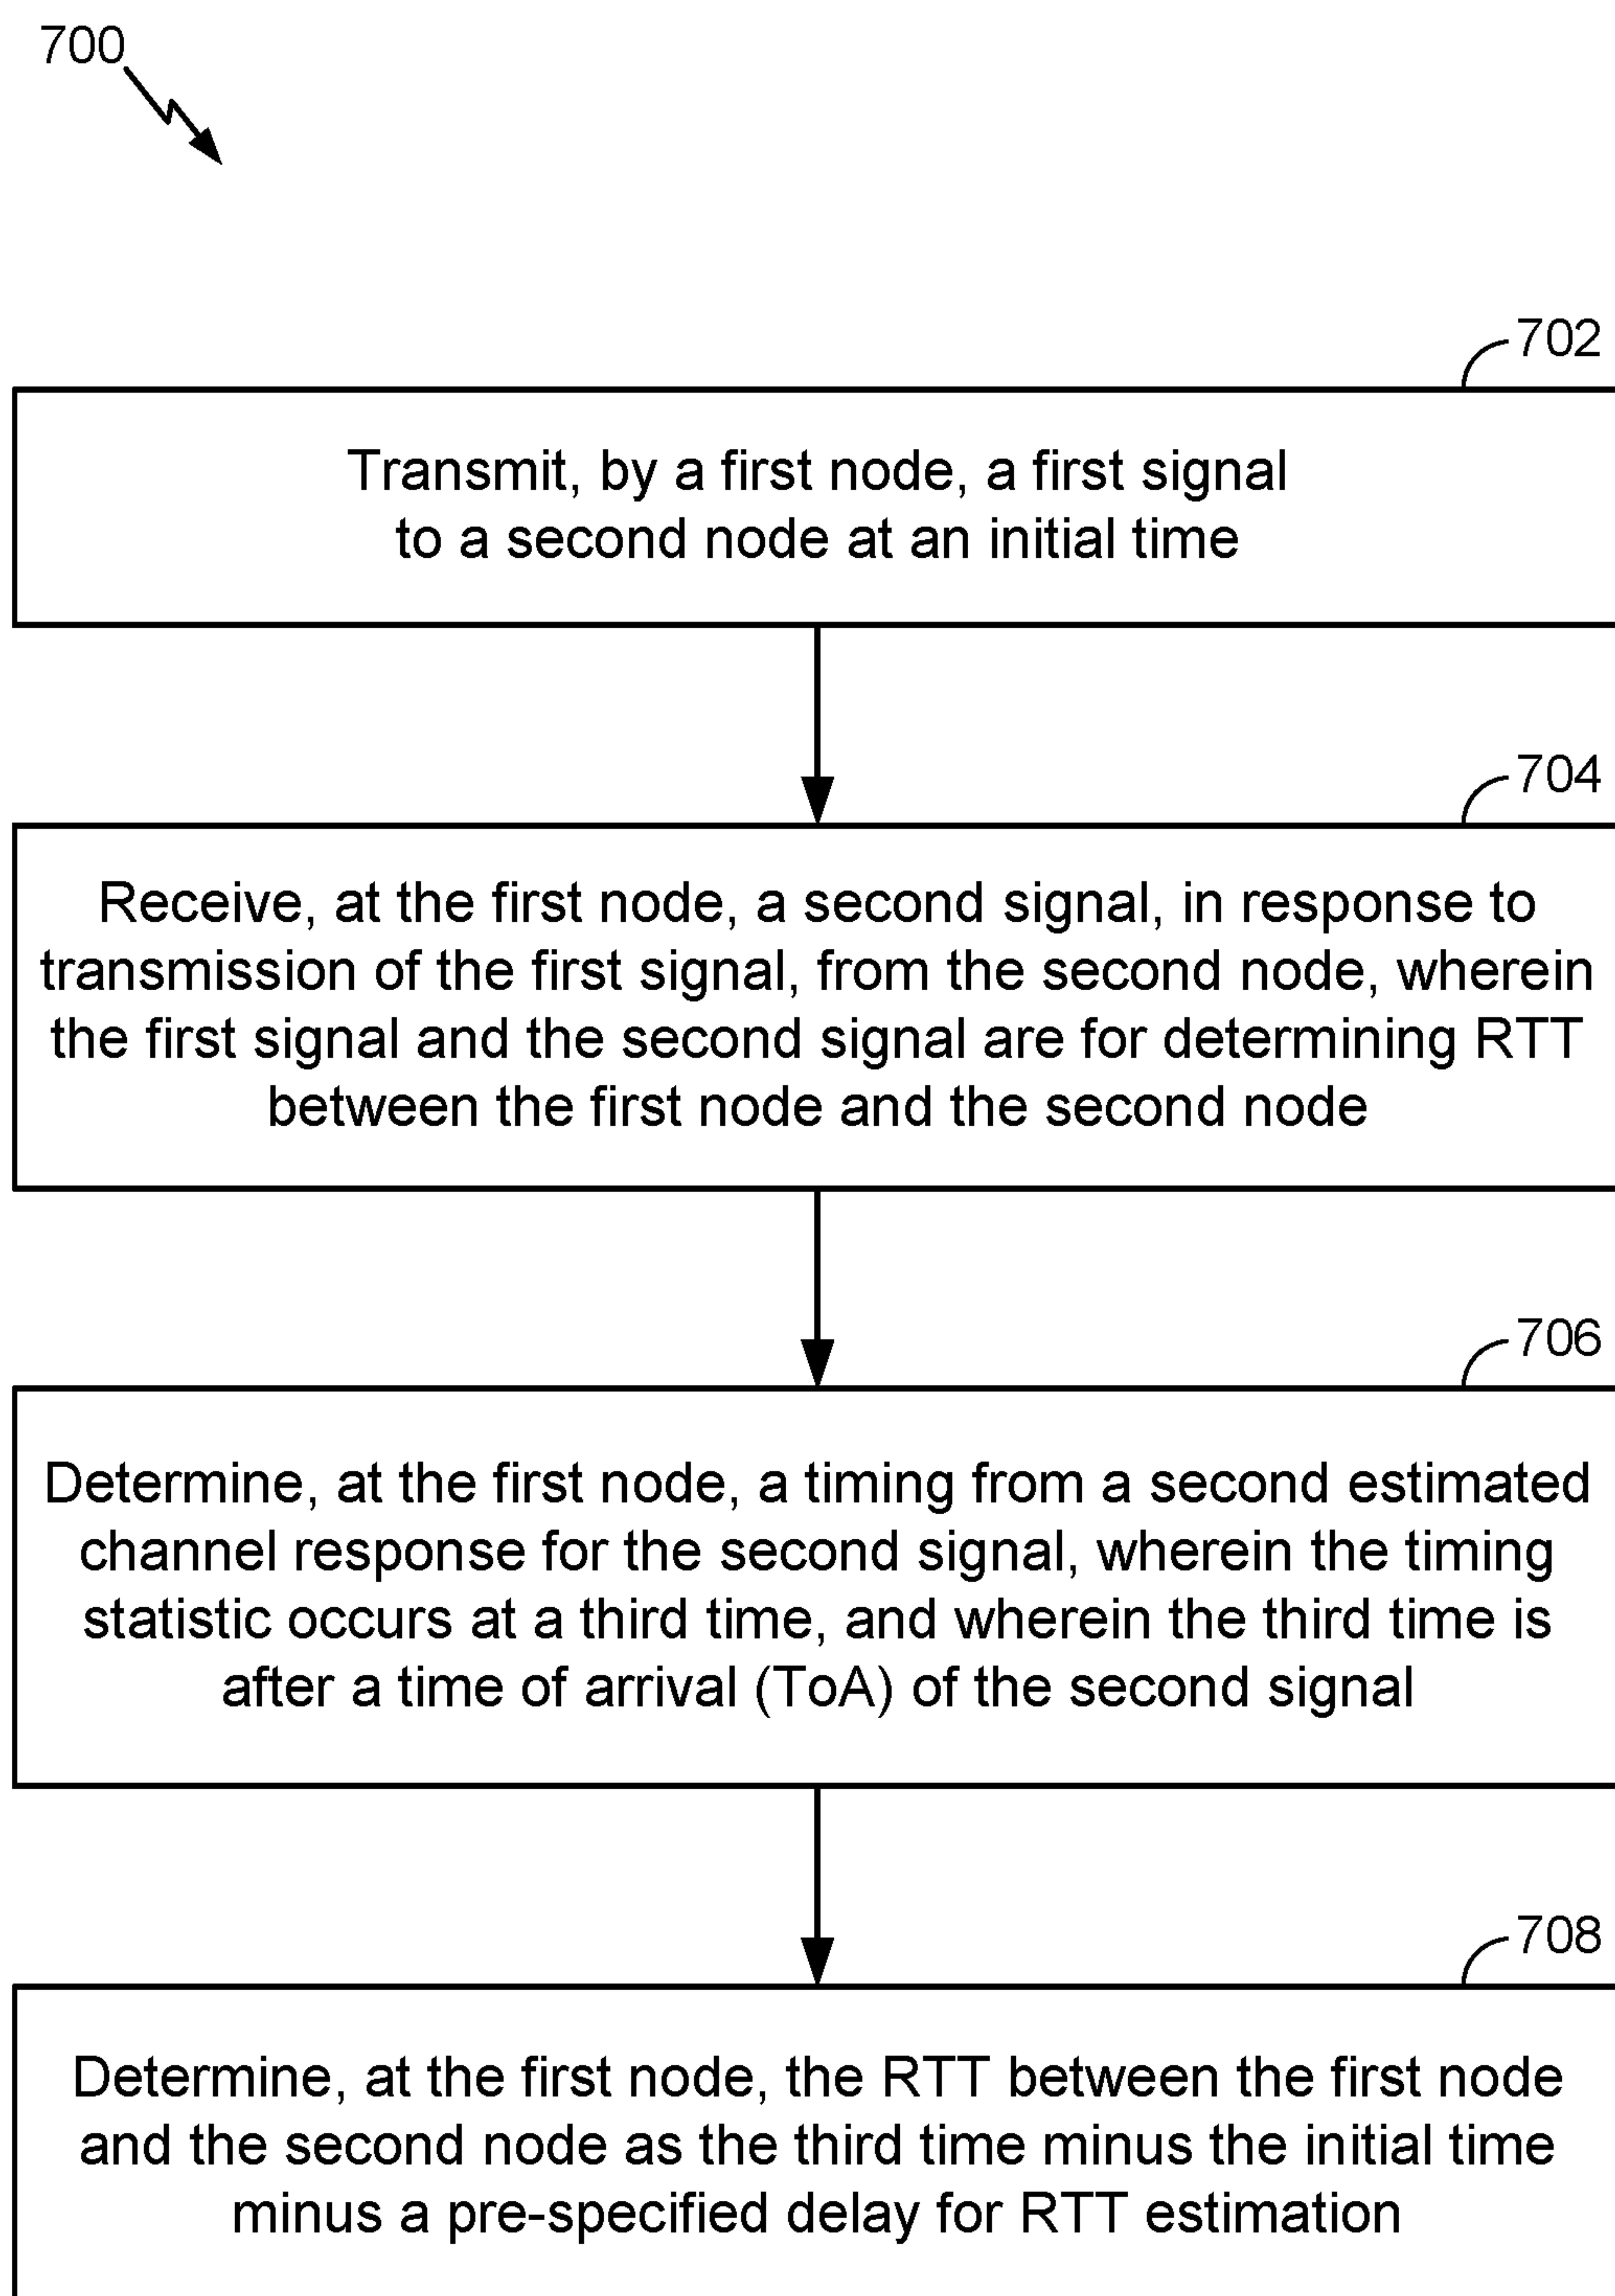 700
702
Transmit, by a first node, a first signal
to a second node at an initial time
704
Receive, at the first node, a second signal, in response to
transmission of the first signal, from the second node, wherein
the first signal and the second signal are for determining RTT
between the first node and the second node
706
Determine, at the first node, a timing from a second estimated
channel response for the second signal, wherein the timing
statistic occurs at a third time, and wherein the third time is
after a time of arrival (ToA) of the second signal
708
Determine, at the first node, the RTT between the first node
and the second node as the third time minus the initial time
minus a pre-specified delay for RTT estimation